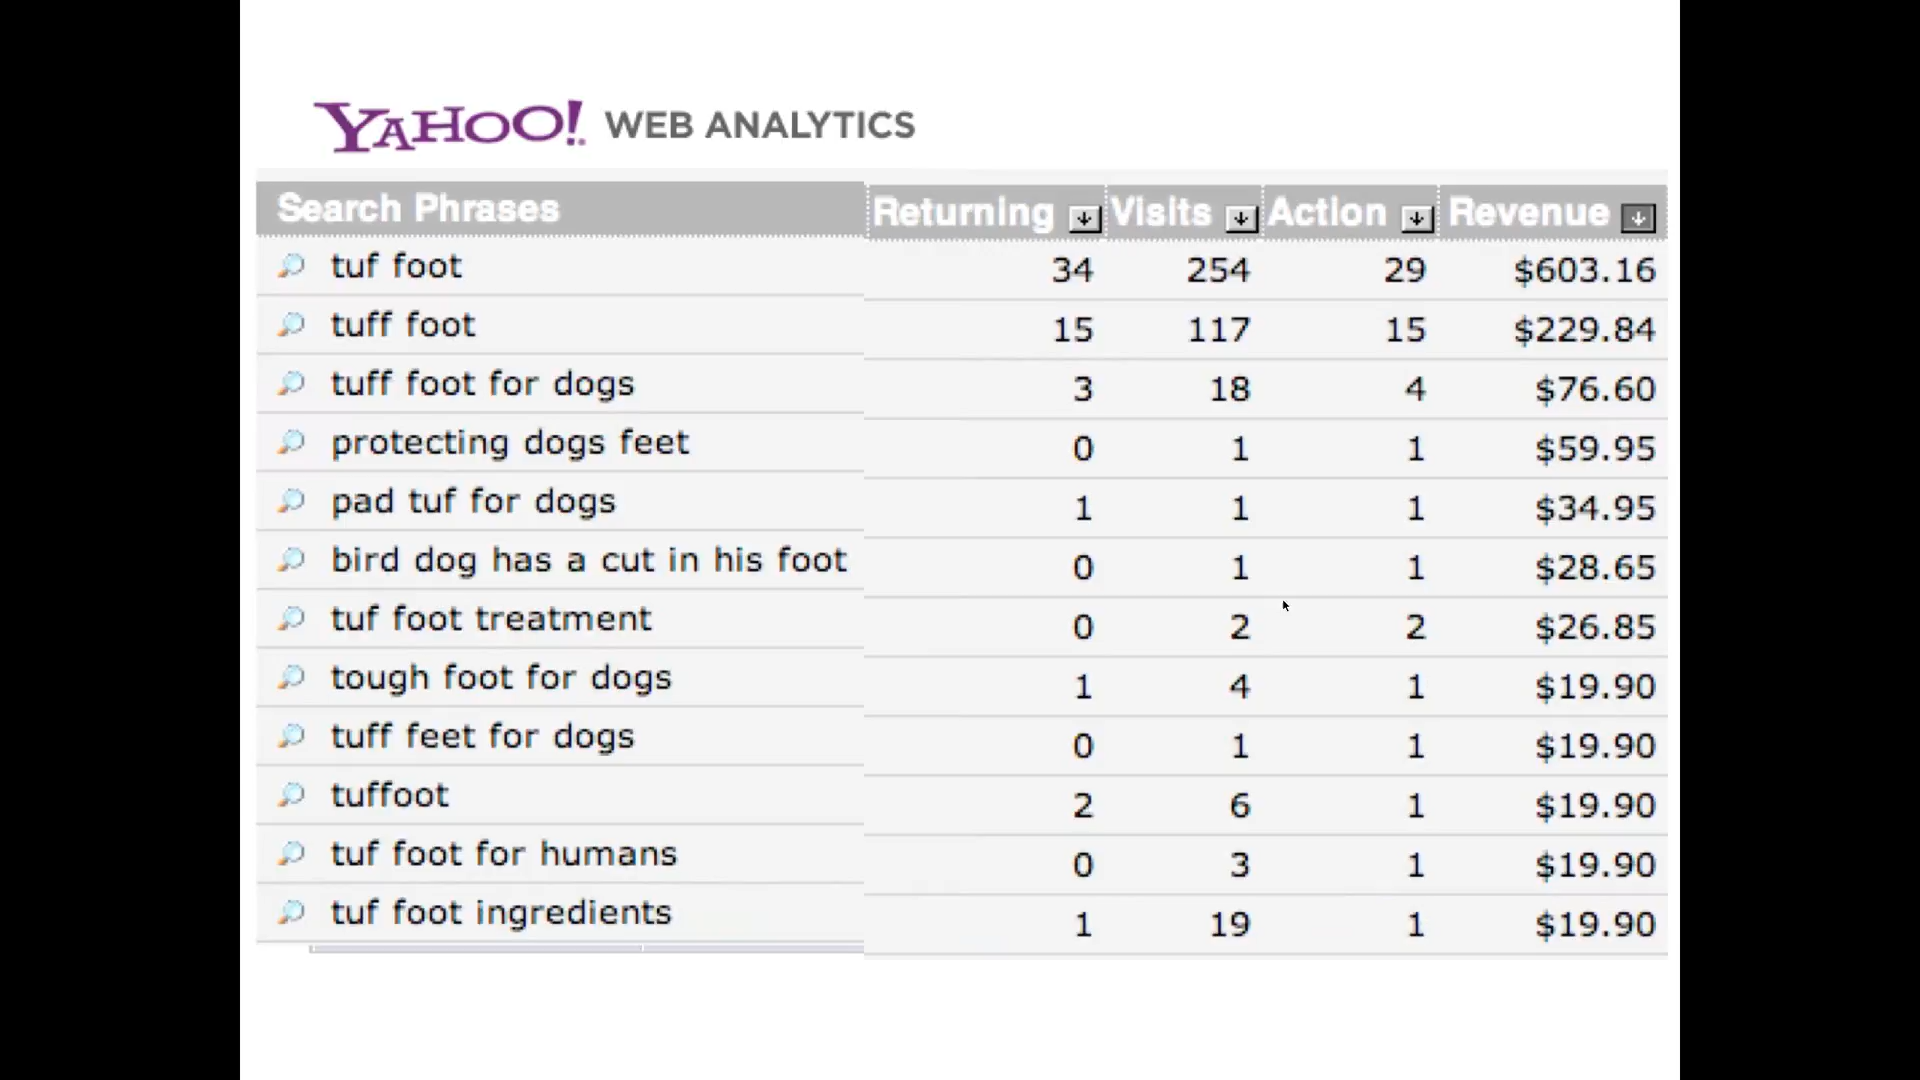 YAHOO! WEB ANALYTICS
Search Phrases Returning Visits Action Revenue
tuf foot 34 254 29 $603.16
tuff foot 15 117 15 $229.84
tuff foot for dogs 3 18 4 $76.60
protecting dogs feet 0 1 1 $59.95
pad tuf for dogs 1 1 1 $34.95
bird dog has a cut in his foot 0 1 1 $28.65
tuf foot treatment 0 2 2 $26.85
tough foot for dogs 1 4 1 $19.90
tuff feet for dogs 0 1 1 $19.90
tuffoot 2 6 1 $19.90
tuf foot for humans 0 3 1 $19.90
tuf foot ingredients 1 19 1 $19.90